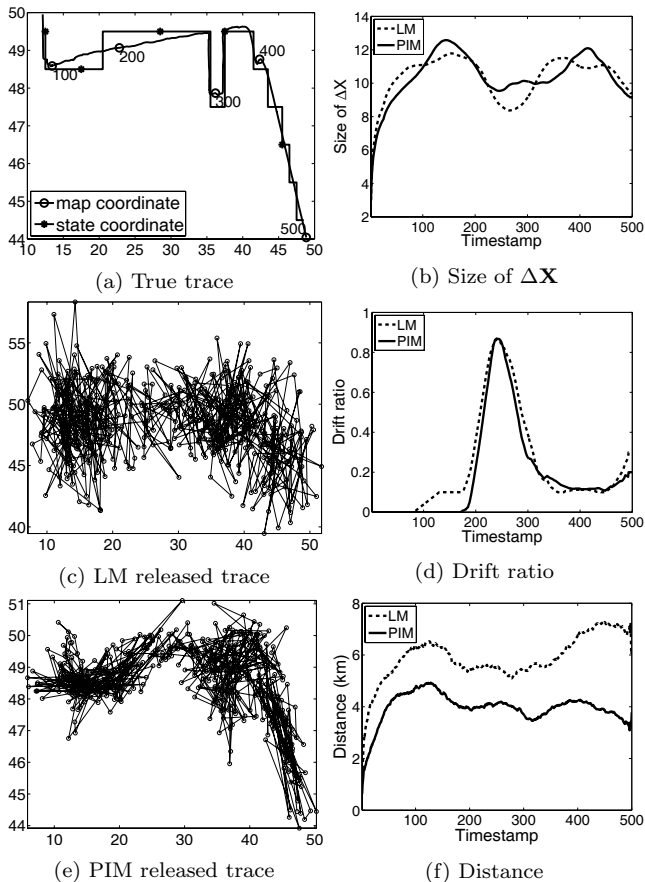 50
49
48
47
46
45
44
100
200
300
400
500
map coordinate
state coordinate
10 15 20 25 30 35 40 45 50
(a) True trace
14
12
10
8
6
4
2
Size of ΔX
LM
PIM
100 200 300 400 500
Timestamp
(b) Size of ΔX
55
50
45
40
10 20 30 40 50
(c) LM released trace
1
0.8
0.6
0.4
0.2
0
Drift ratio
LM
PIM
100 200 300 400 500
Timestamp
(d) Drift ratio
51
50
49
48
47
46
45
44
10 20 30 40 50
(e) PIM released trace
8
6
4
2
0
Distance (km)
LM
PIM
100 200 300 400 500
Timestamp
(f) Distance